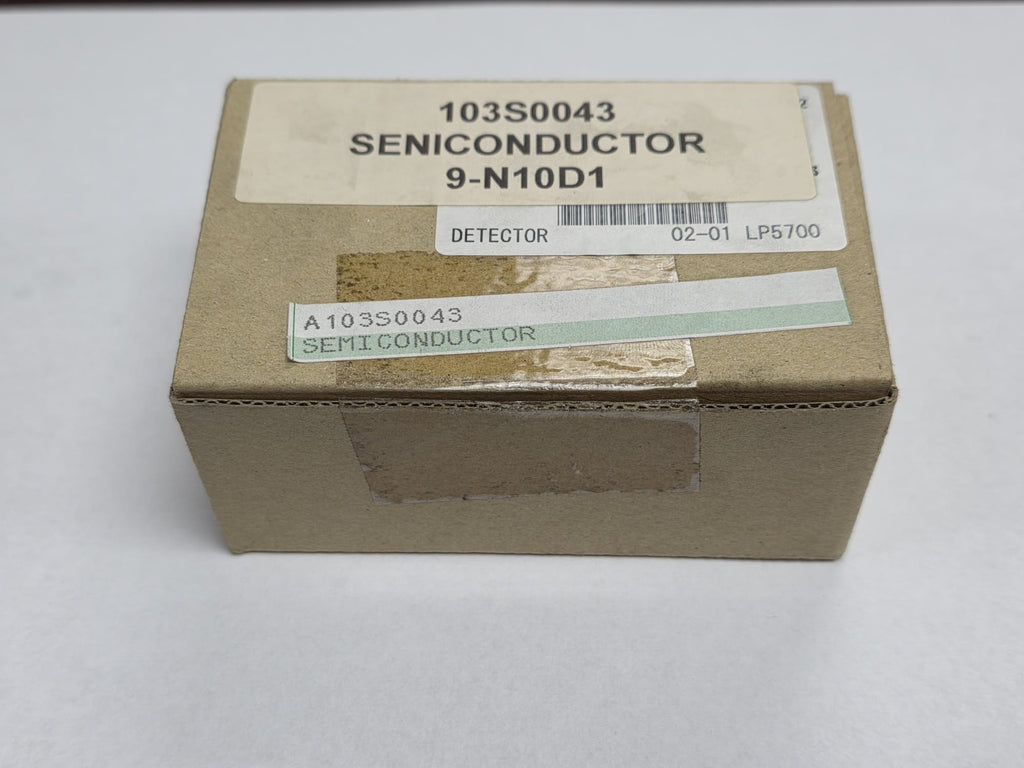 103S0043
SENICONDUCTOR
9-N10D1
DETECTOR
02-01 LP5700
A103S0043
SEMICONDUCTOR